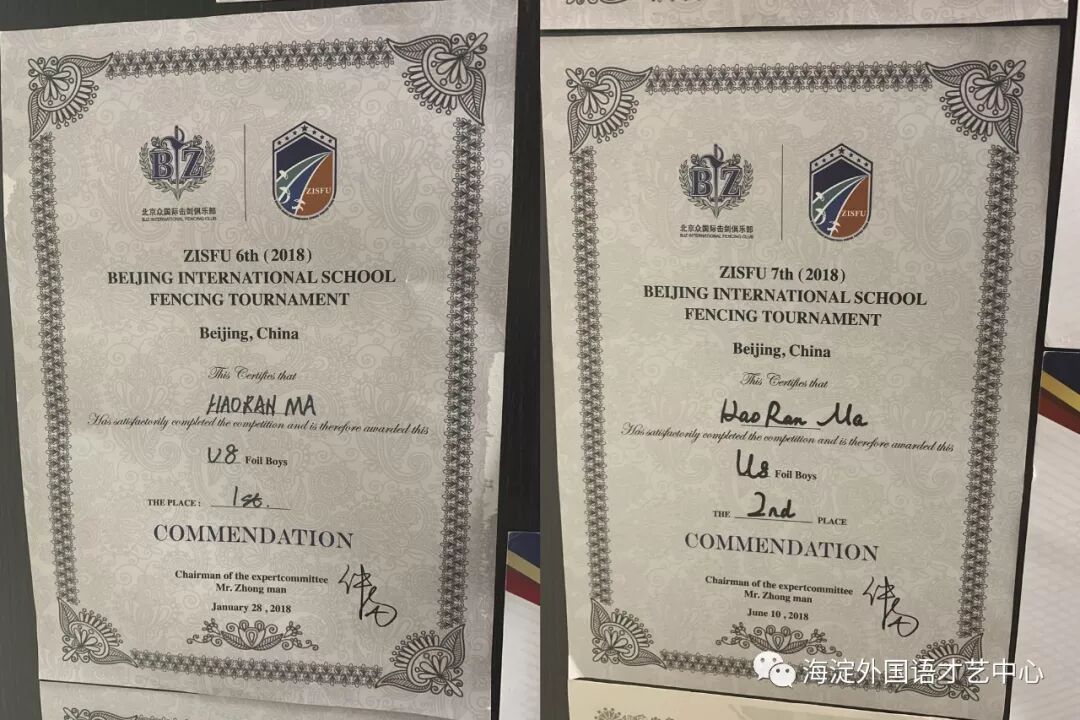 BZ
北京众国际击剑俱乐部
BJZ INTERNATIONAL FENCING CLUB
ZISFU
ZISFU 6th ( 2018 )
BEIJING INTERNATIONAL SCHOOL
FENCING TOURNAMENT
Beijing, China
This Certifies that
HAORAN MA
Has satisfactorily completed the competition and is therefore awarded this
U8 Foil Boys
THE PLACE : 1st.
COMMENDATION
Chairman of the expertcommittee
Mr. Zhong man
January 28 , 2018
BZ
北京众国际击剑俱乐部
BJZ INTERNATIONAL FENCING CLUB
ZISFU
ZISFU 7th ( 2018 )
BEIJING INTERNATIONAL SCHOOL
FENCING TOURNAMENT
Beijing, China
This Certifies that
HaoRan Ma
Has satisfactorily completed the competition and is therefore awarded this
U8 Foil Boys
THE 2nd PLACE
COMMENDATION
Chairman of the expertcommittee
Mr. Zhong man
June 10 , 2018
海淀外国语才艺中心